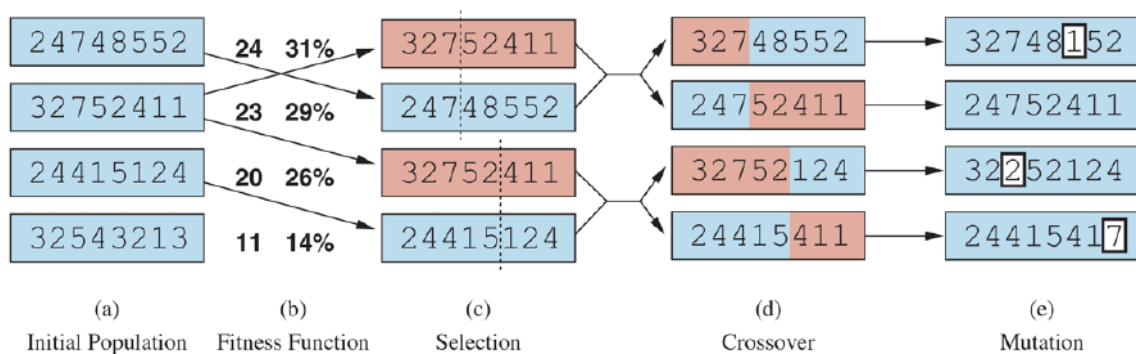 24748552 24 31% 32752411 32748552 32748152
32752411 23 29% 24748552 24752411 24752411
24415124 20 26% 32752411 32752124 32252124
32543213 11 14% 24415124 24415411 24415417
(a) (b) (c) (d) (e)
Initial Population Fitness Function Selection Crossover Mutation